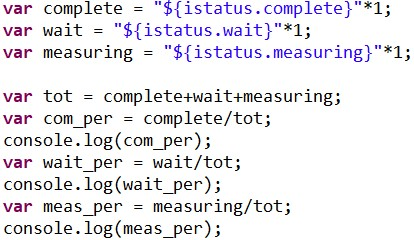 var complete = "${istatus.complete}"*1;
var wait = "${istatus.wait}"*1;
var measuring = "${istatus.measuring}"*1;
var tot = complete+wait+measuring;
var com_per = complete/tot;
console.log(com_per);
var wait_per = wait/tot;
console.log(wait_per);
var meas_per = measuring/tot;
console.log(meas_per);